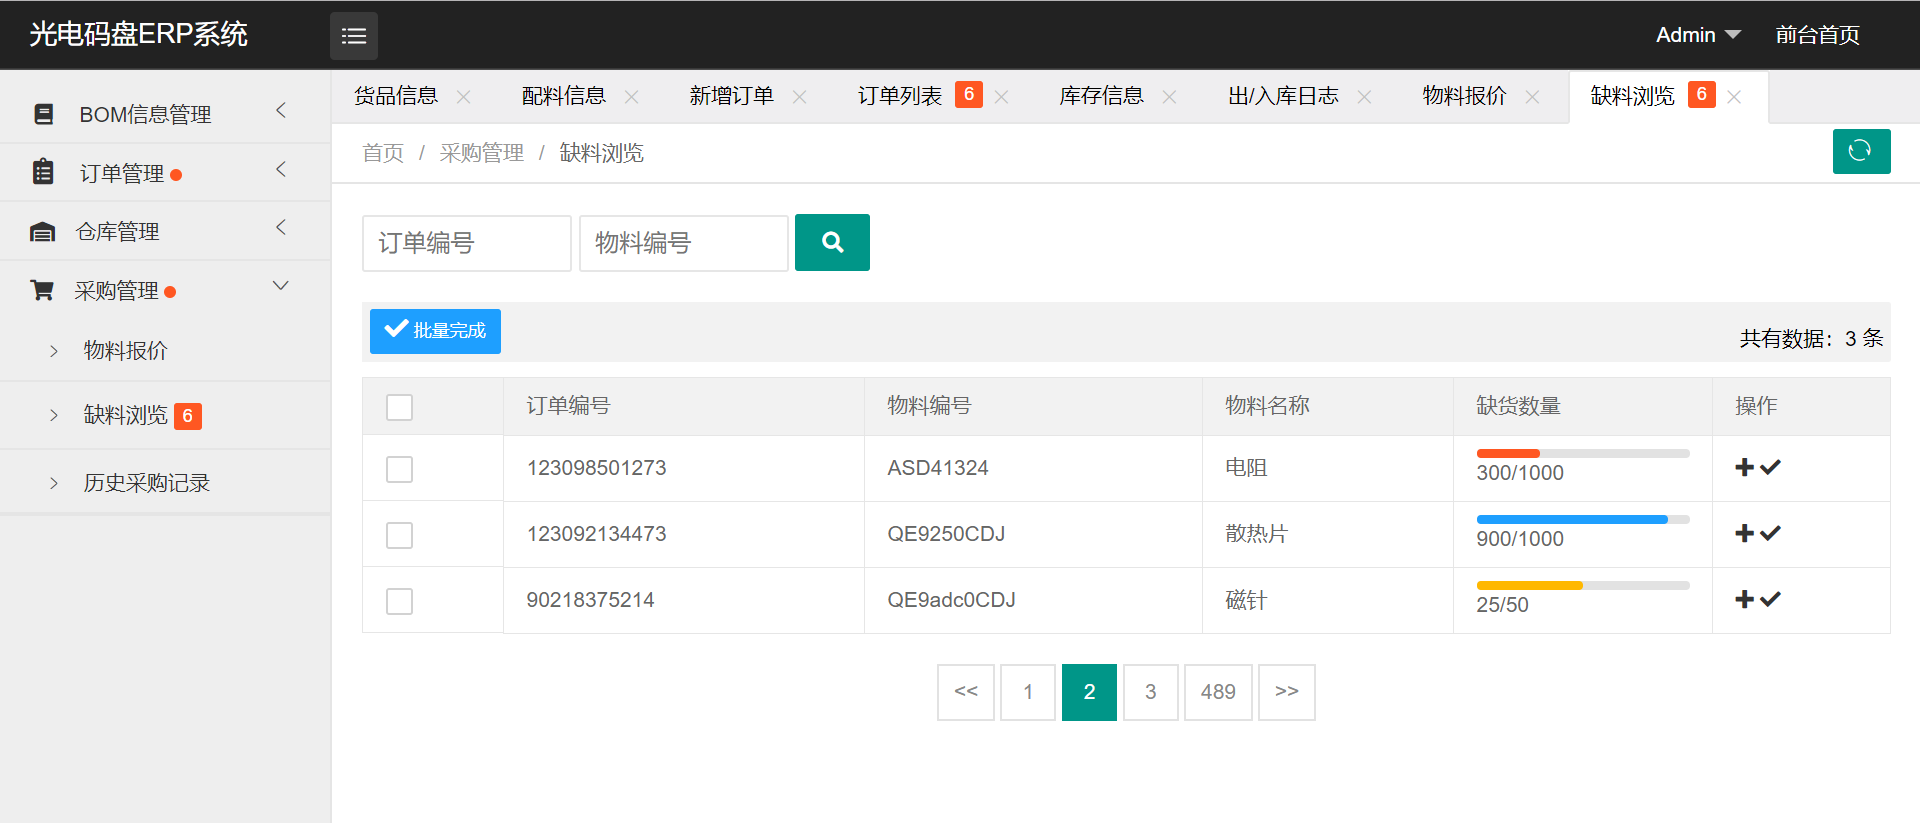 光电码盘ERP系统
Admin
前台首页
BOM信息管理
订单管理
仓库管理
采购管理
物料报价
缺料浏览 6
历史采购记录
货品信息
配料信息
新增订单
订单列表 6
库存信息
出/入库日志
物料报价
缺料浏览 6
首页 / 采购管理 / 缺料浏览
订单编号
物料编号
批量完成
共有数据：3 条
订单编号 物料编号 物料名称 缺货数量 操作
123098501273 ASD41324 电阻 300/1000
123092134473 QE9250CDJ 散热片 900/1000
90218375214 QE9adc0CDJ 磁针 25/50
<< 1 2 3 489 >>